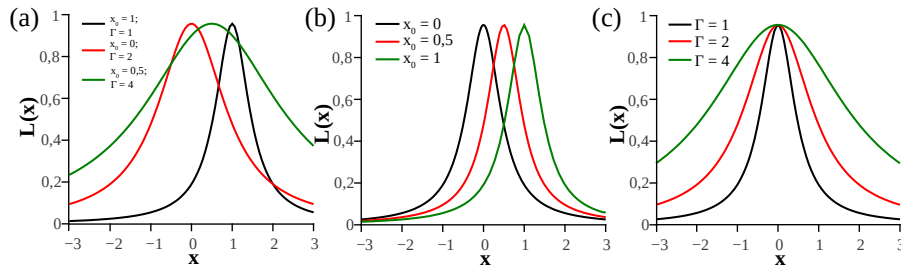 (a)
x₀ = 1;
Γ = 1
x₀ = 0;
Γ = 2
x₀ = 0,5;
Γ = 4
L(x)
1
0,8
0,6
0,4
0,2
0
−3 −2 −1 0 1 2 3
x
(b)
x₀ = 0
x₀ = 0,5
x₀ = 1
L(x)
1
0,8
0,6
0,4
0,2
0
−3 −2 −1 0 1 2 3
x
(c)
Γ = 1
Γ = 2
Γ = 4
L(x)
1
0,8
0,6
0,4
0,2
0
−3 −2 −1 0 1 2 3
x